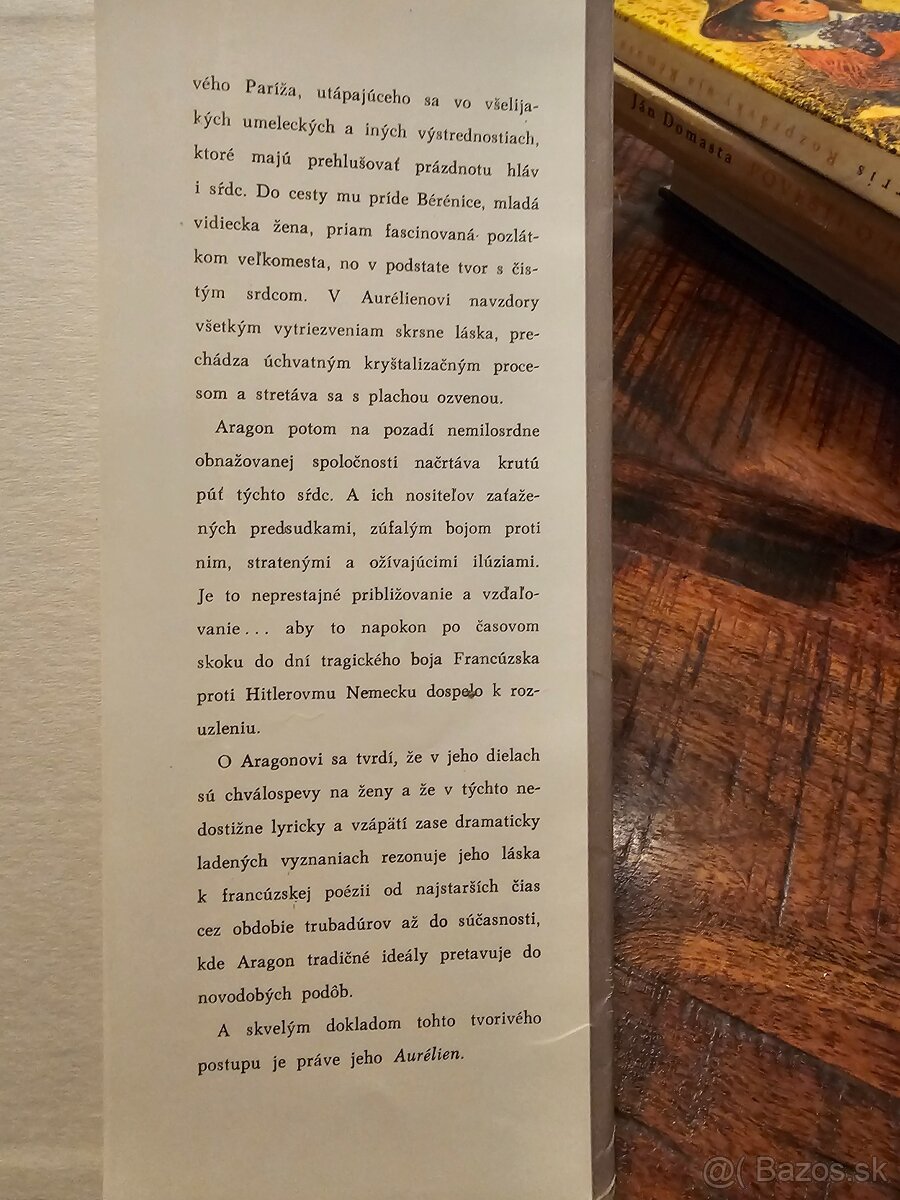 vého Paríža, utápajúceho sa vo všelija-
kých umeleckých a iných výstrednostiach,
ktoré majú prehlušovať prázdnotu hláv
i sŕdc. Do cesty mu príde Bérénice, mladá
vidiecka žena, priam fascinovaná pozlát-
kom veľkomesta, no v podstate tvor s čis-
tým srdcom. V Aurélienovi navzdory
všetkým vytriezveniam skrsne láska, pre-
chádza úchvatným kryštalizačným proce-
som a stretáva sa s plachou ozvenou.
Aragon potom na pozadí nemilosrdne
obnažovanej spoločnosti načrtáva krutú
púť týchto sŕdc. A ich nositeľov zaťaže-
ných predsudkami, zúfalým bojom proti
nim, stratenými a ožívajúcimi ilúziami.
Je to neprestajné približovanie a vzďaľo-
vanie... aby to napokon po časovom
skoku do dní tragického boja Francúzska
proti Hitlerovmu Nemecku dospelo k roz-
uzleniu.
O Aragonovi sa tvrdí, že v jeho dielach
sú chválospevy na ženy a že v týchto ne-
dostižne lyricky a vzápätí zase dramaticky
ladených vyznaniach rezonuje jeho láska
k francúzskej poézii od najstarších čias
cez obdobie trubadúrov až do súčasnosti,
kde Aragon tradičné ideály pretavuje do
novodobých podôb.
A skvelým dokladom tohto tvorivého
postupu je práve jeho Aurélien.
Ján Domasta
@( Bazos.sk